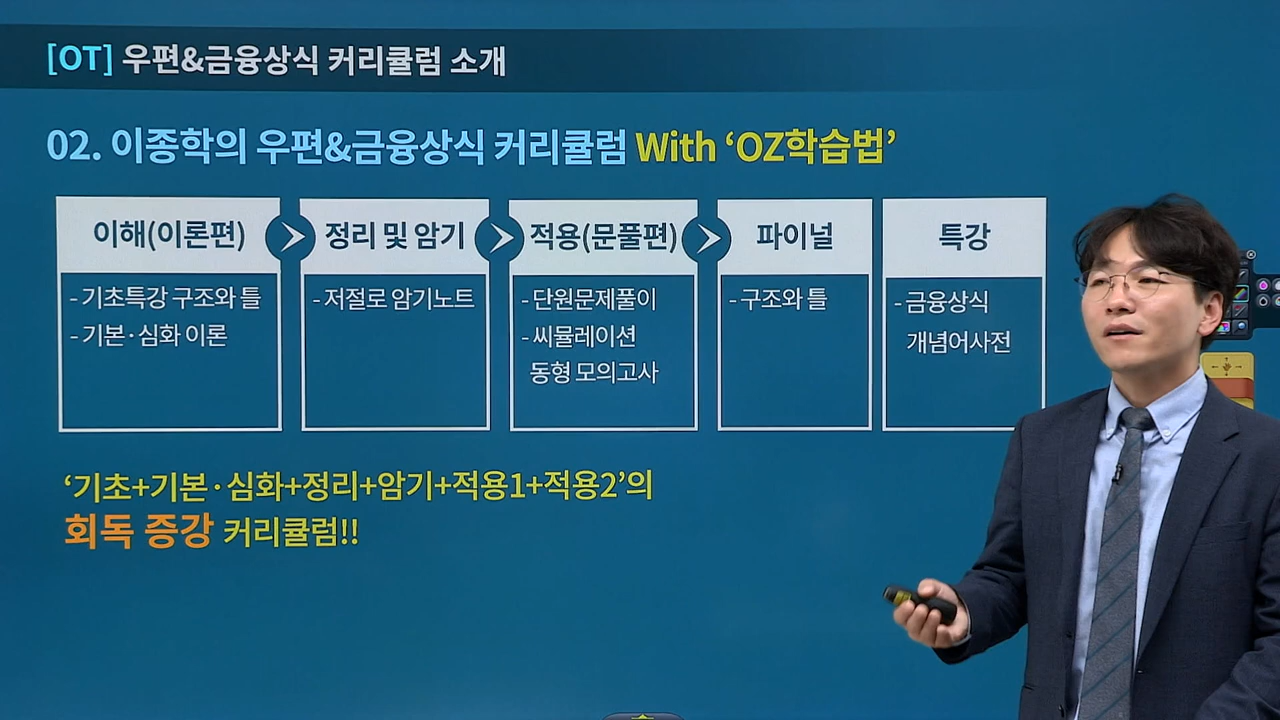 [OT] 우편&금융상식 커리큘럼 소개
02. 이종학의 우편&금융상식 커리큘럼 With ‘OZ학습법’
이해(이론편)
- 기초특강 구조와 틀
- 기본·심화 이론
정리 및 암기
- 저절로 암기노트
적용(문풀편)
- 단원문제풀이
- 씨뮬레이션
동형 모의고사
파이널
- 구조와 틀
특강
- 금융상식
개념어사전
‘기초+기본·심화+정리+암기+적용1+적용2’의
회독 증강 커리큘럼!!